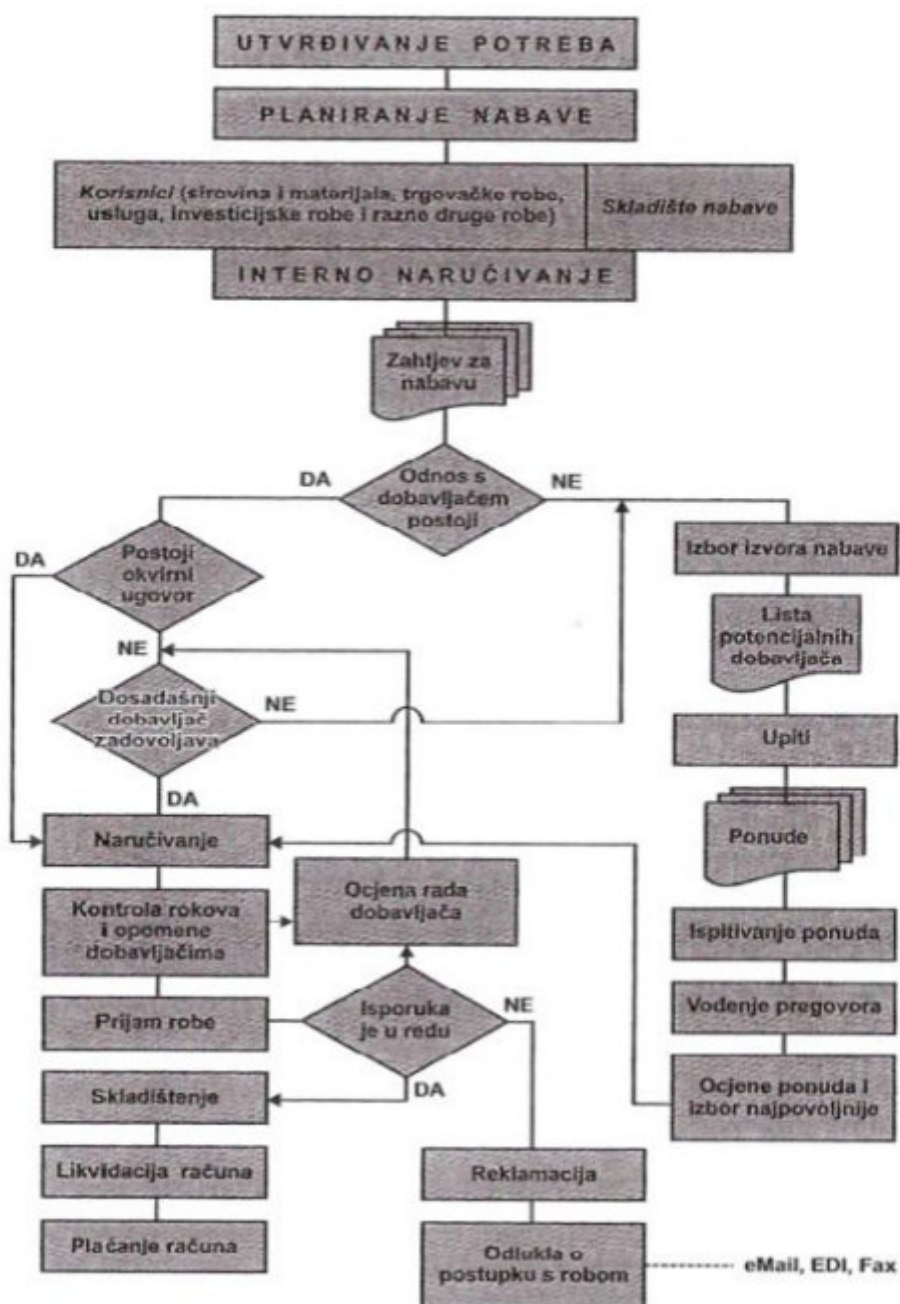 UTVRĐIVANJE POTREBA
PLANIRANJE NABAVE
Korisnici (sirovina i materijala, trgovačke robe,
usluga, investicijske robe i razne druge robe)
Skladište nabave
INTERNO NARUČIVANJE
Zahtjev za
nabavu
DA
Odnos s
dobavljačem
postoji
NE
DA
Postoji
okvirni
ugovor
NE
Dosadašnji
dobavljač
zadovoljava
NE
DA
Naručivanje
Kontrola rokova
i opomene
dobavljačima
Ocjena rada
dobavljača
Prijam robe
Isporuka
je u redu
NE
DA
Skladištenje
Likvidacija računa
Plaćanje računa
Reklamacija
Odlukla o
postupku s robom
eMail, EDI, Fax
Izbor izvora nabave
Lista
potencijalnih
dobavljača
Upiti
Ponude
Ispitivanje ponuda
Vođenje pregovora
Ocjene ponuda i
izbor najpovoljnije